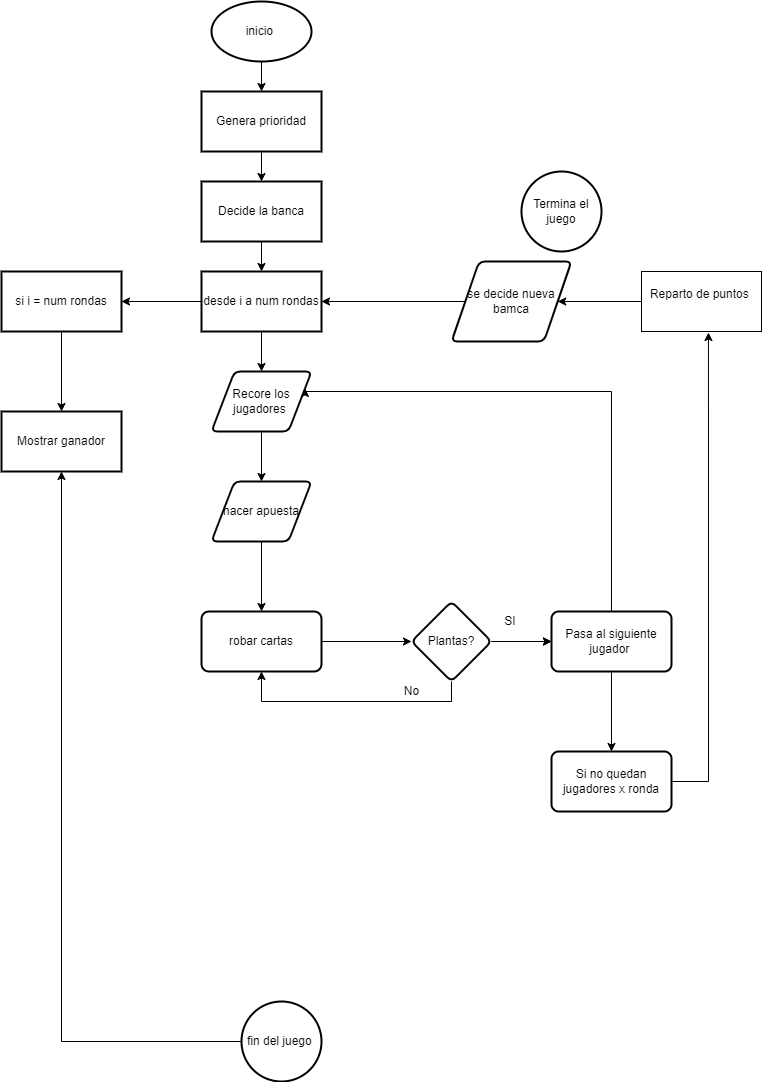 inicio
Genera prioridad
Decide la banca
Termina el
juego
si i = num rondas
desde i a num rondas
se decide nueva
bamca
Reparto de puntos
Recore los
jugadores
Mostrar ganador
hacer apuesta
robar cartas
Plantas?
SI
Pasa al siguiente
jugador
No
Si no quedan
jugadores x ronda
fin del juego